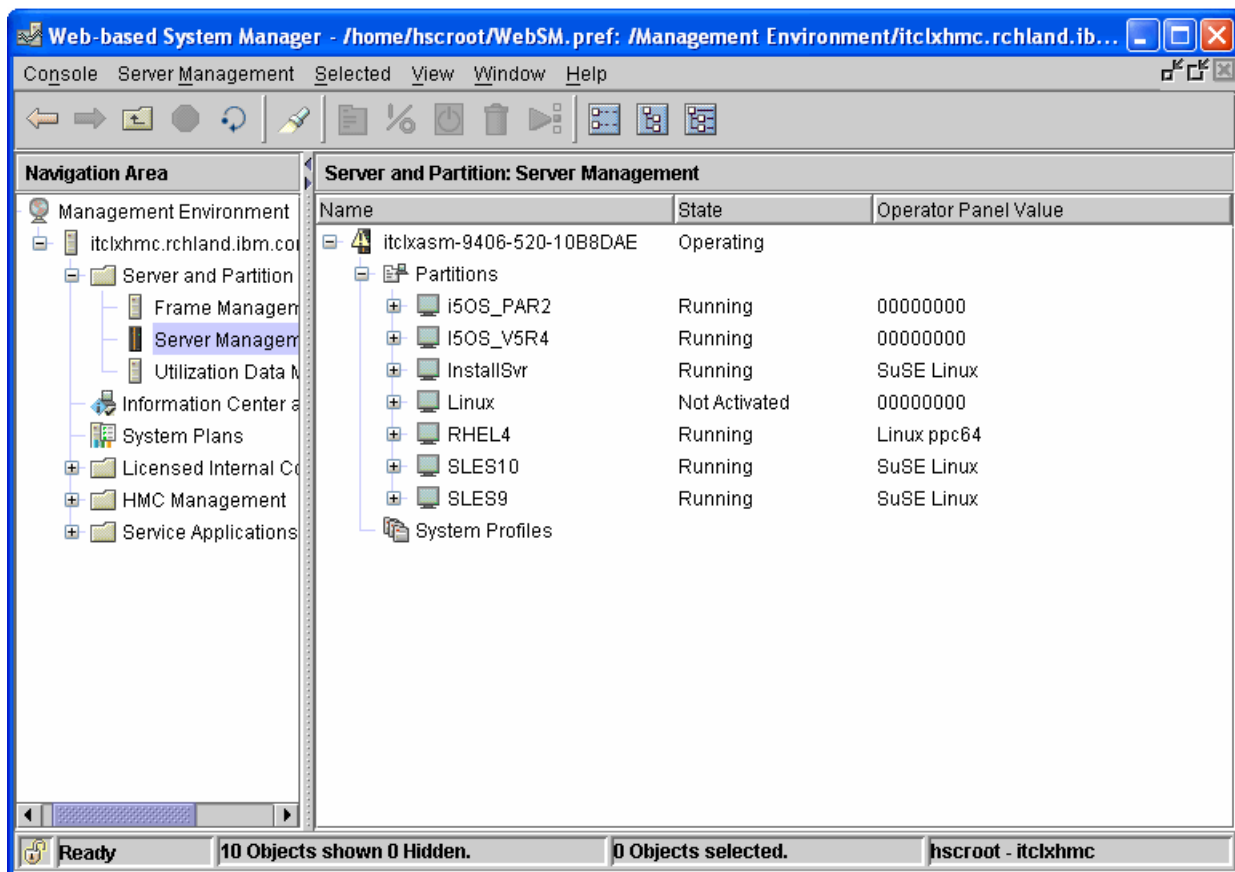 Web-based System Manager - /home/hscroot/WebSM.pref: /Management Environment/itclxhmc.rchland.ib...
Console Server Management Selected View Window Help
Navigation Area
Management Environment
itclxhmc.rchland.ibm.com
Server and Partition
Frame Managem
Server Managem
Utilization Data M
Information Center a
System Plans
Licensed Internal Co
HMC Management
Service Applications
Server and Partition: Server Management
Name State Operator Panel Value
itclxasm-9406-520-10B8DAE Operating
Partitions
i5OS_PAR2 Running 00000000
I5OS_V5R4 Running 00000000
InstallSvr Running SuSE Linux
Linux Not Activated 00000000
RHEL4 Running Linux ppc64
SLES10 Running SuSE Linux
SLES9 Running SuSE Linux
System Profiles
Ready 10 Objects shown 0 Hidden. 0 Objects selected. hscroot - itclxhmc